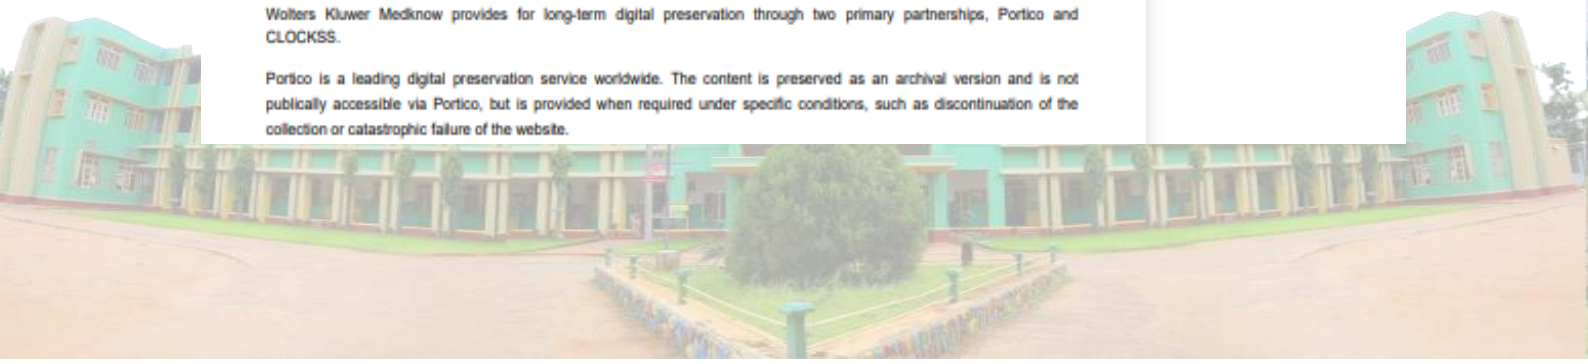 Wolters Kluwer Medknow provides for long-term digital preservation through two primary partnerships, Portico and
CLOCKSS.
Portico is a leading digital preservation service worldwide. The content is preserved as an archival version and is not
publically accessible via Portico, but is provided when required under specific conditions, such as discontinuation of the
collection or catastrophic failure of the website.